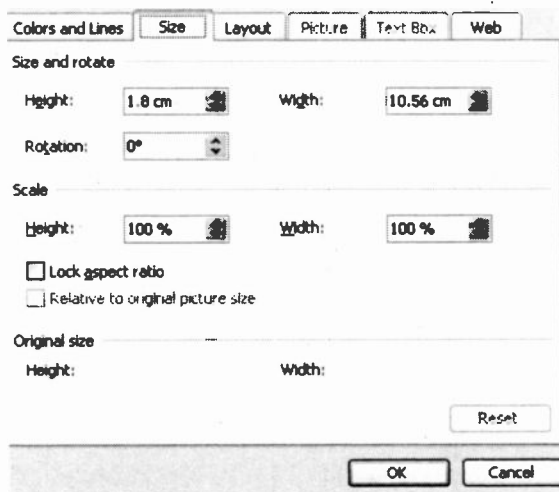 Colors and Lines Size Layout Picture Text Box Web
Size and rotate
Height: 1.8 cm Width: 10.56 cm
Rotation: 0°
Scale
Height: 100 % Width: 100 %
Lock aspect ratio
Relative to original picture size
Original size
Height: Width:
Reset
OK Cancel